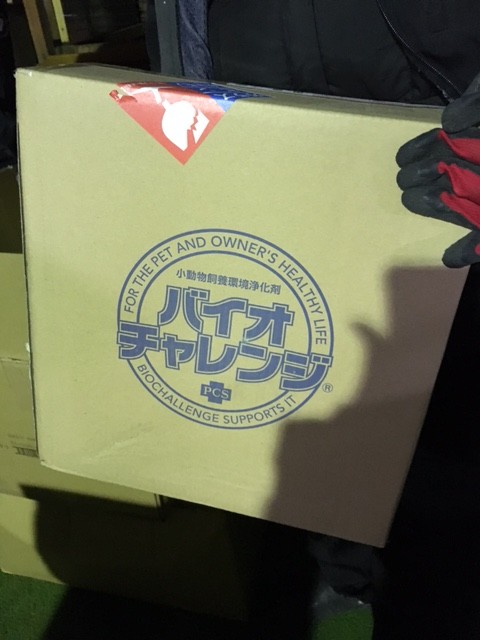 FOR THE PET AND OWNER'S HEALTHY LIFE
小動物飼養環境浄化剤
バイオ
チャレンジ®
PCS
BIOCHALLENGE SUPPORTS IT